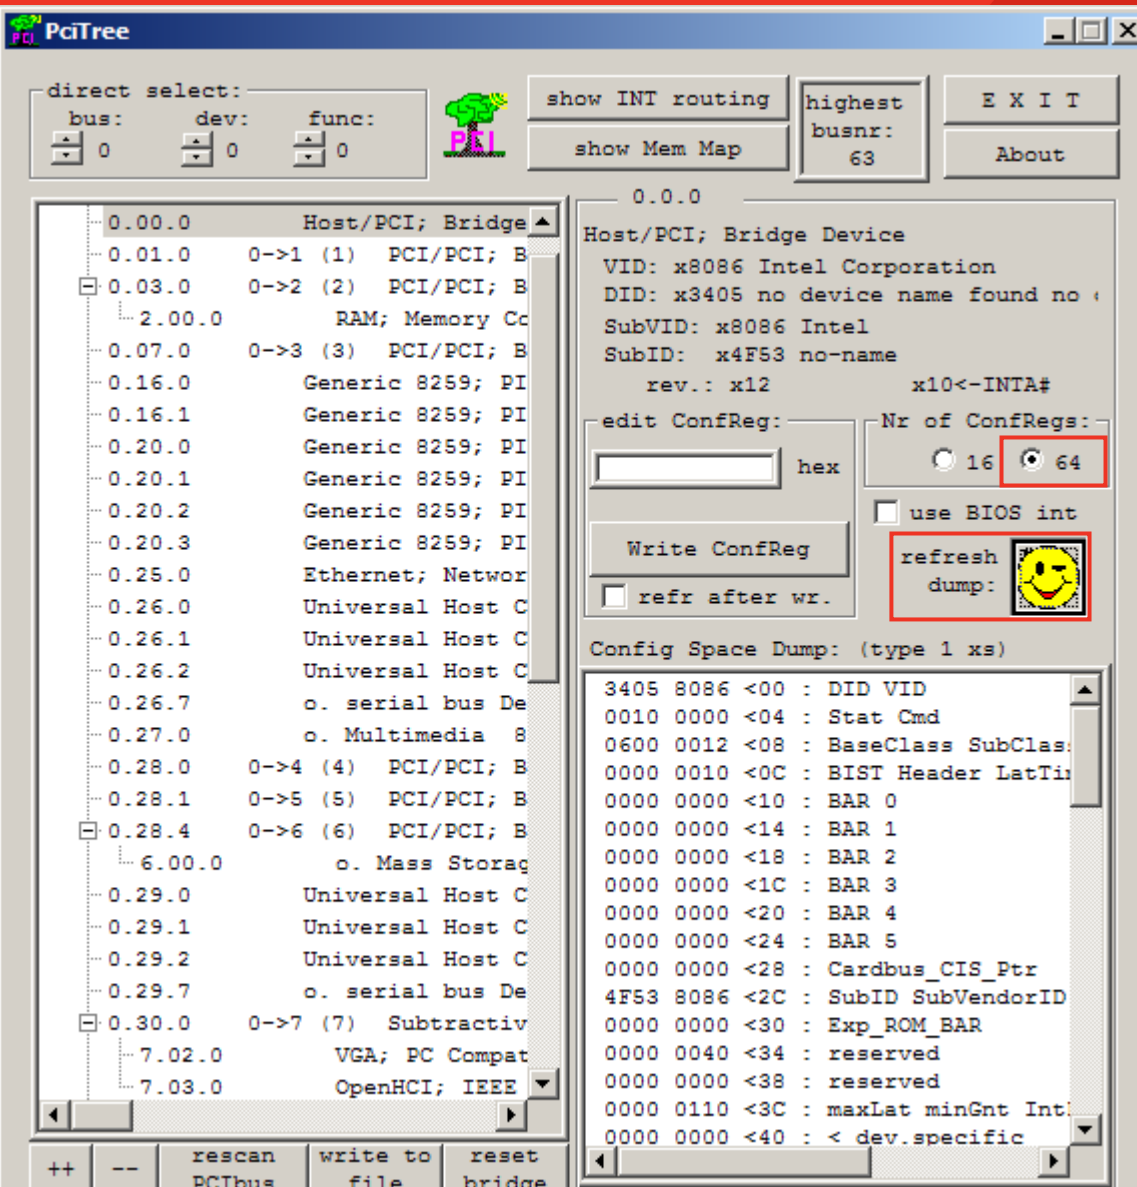 PciTree
direct select:
bus: dev: func:
0 0 0
PCI
show INT routing
show Mem Map
highest
busnr:
63
E X I T
About
0.00.0 Host/PCI; Bridge
0.01.0 0->1 (1) PCI/PCI; B
0.03.0 0->2 (2) PCI/PCI; B
2.00.0 RAM; Memory Co
0.07.0 0->3 (3) PCI/PCI; B
0.16.0 Generic 8259; PI
0.16.1 Generic 8259; PI
0.20.0 Generic 8259; PI
0.20.1 Generic 8259; PI
0.20.2 Generic 8259; PI
0.20.3 Generic 8259; PI
0.25.0 Ethernet; Networ
0.26.0 Universal Host C
0.26.1 Universal Host C
0.26.2 Universal Host C
0.26.7 o. serial bus De
0.27.0 o. Multimedia 8
0.28.0 0->4 (4) PCI/PCI; B
0.28.1 0->5 (5) PCI/PCI; B
0.28.4 0->6 (6) PCI/PCI; B
6.00.0 o. Mass Storag
0.29.0 Universal Host C
0.29.1 Universal Host C
0.29.2 Universal Host C
0.29.7 o. serial bus De
0.30.0 0->7 (7) Subtractiv
7.02.0 VGA; PC Compat
7.03.0 OpenHCI; IEEE
++
--
rescan
PCIbus
write to
file
reset
bridge
0.0.0
Host/PCI; Bridge Device
VID: x8086 Intel Corporation
DID: x3405 no device name found no
SubVID: x8086 Intel
SubID: x4F53 no-name
rev.: x12 x10<-INTA#
edit ConfReg:
hex
Write ConfReg
refr after wr.
Nr of ConfRegs:
16 64
use BIOS int
refresh
dump:
Config Space Dump: (type 1 xs)
3405 8086 <00 : DID VID
0010 0000 <04 : Stat Cmd
0600 0012 <08 : BaseClass SubClas
0000 0010 <0C : BIST Header LatTi
0000 0000 <10 : BAR 0
0000 0000 <14 : BAR 1
0000 0000 <18 : BAR 2
0000 0000 <1C : BAR 3
0000 0000 <20 : BAR 4
0000 0000 <24 : BAR 5
0000 0000 <28 : Cardbus_CIS_Ptr
4F53 8086 <2C : SubID SubVendorID
0000 0000 <30 : Exp_ROM_BAR
0000 0040 <34 : reserved
0000 0000 <38 : reserved
0000 0110 <3C : maxLat minGnt Int
0000 0000 <40 : < dev.specific